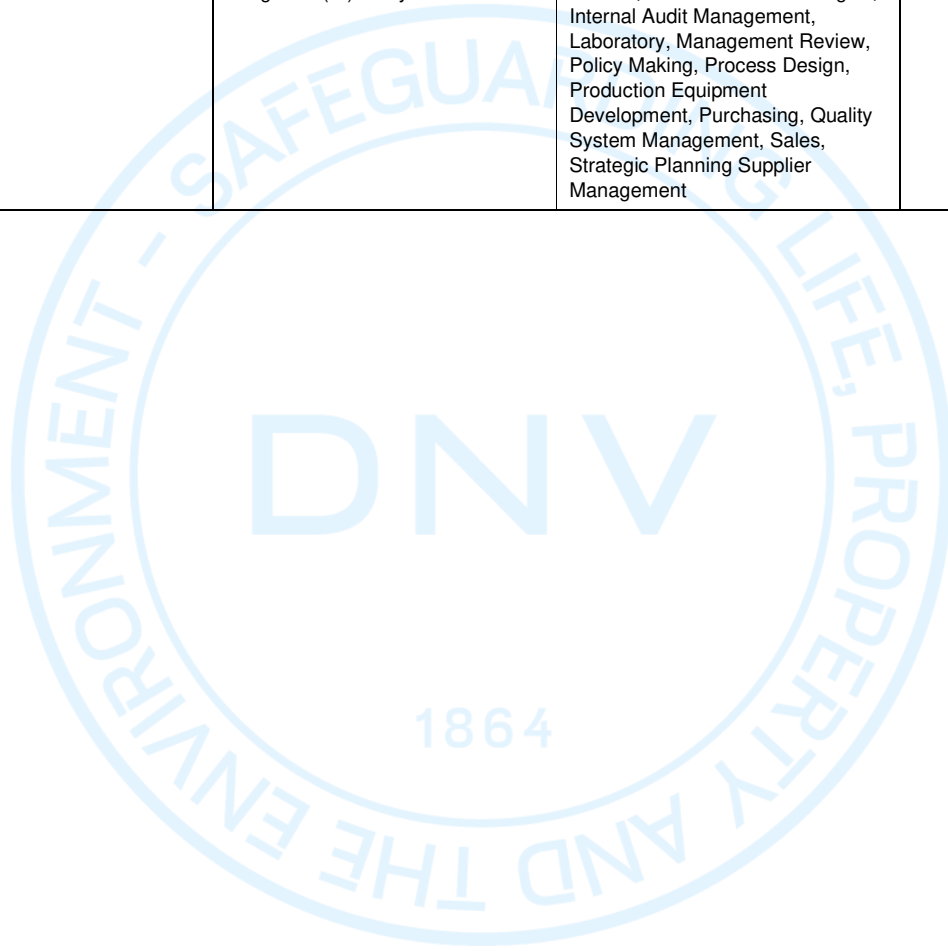 Internal Audit Management,
Laboratory, Management Review,
Policy Making, Process Design,
Production Equipment
Development, Purchasing, Quality
System Management, Sales,
Strategic Planning Supplier
Management
SAFEGUARDING LIFE, PROPERTY AND THE ENVIRONMENT -
DNV
1864